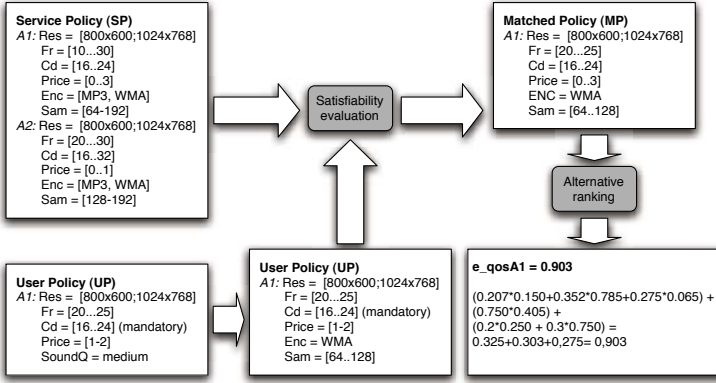 Service Policy (SP)
A1: Res = [800x600;1024x768]
Fr = [10...30]
Cd = [16..24]
Price = [0..3]
Enc = [MP3, WMA]
Sam = [64-192]
A2: Res = [800x600;1024x768]
Fr = [20...30]
Cd = [16..32]
Price = [0..1]
Enc = [MP3, WMA]
Sam = [128-192]
Satisfiability
evaluation
Matched Policy (MP)
A1: Res = [800x600;1024x768]
Fr = [20...25]
Cd = [16..24]
Price = [0..3]
ENC = WMA
Sam = [64..128]
Alternative
ranking
User Policy (UP)
A1: Res = [800x600;1024x768]
Fr = [20...25]
Cd = [16..24] (mandatory)
Price = [1-2]
SoundQ = medium
User Policy (UP)
A1: Res = [800x600;1024x768]
Fr = [20...25]
Cd = [16..24] (mandatory)
Price = [1-2]
Enc = WMA
Sam = [64..128]
e_qosA1 = 0.903
(0.207*0.150+0.352*0.785+0.275*0.065) +
(0.750*0.405) +
(0.2*0.250 + 0.3*0.750) =
0.325+0.303+0,275= 0,903